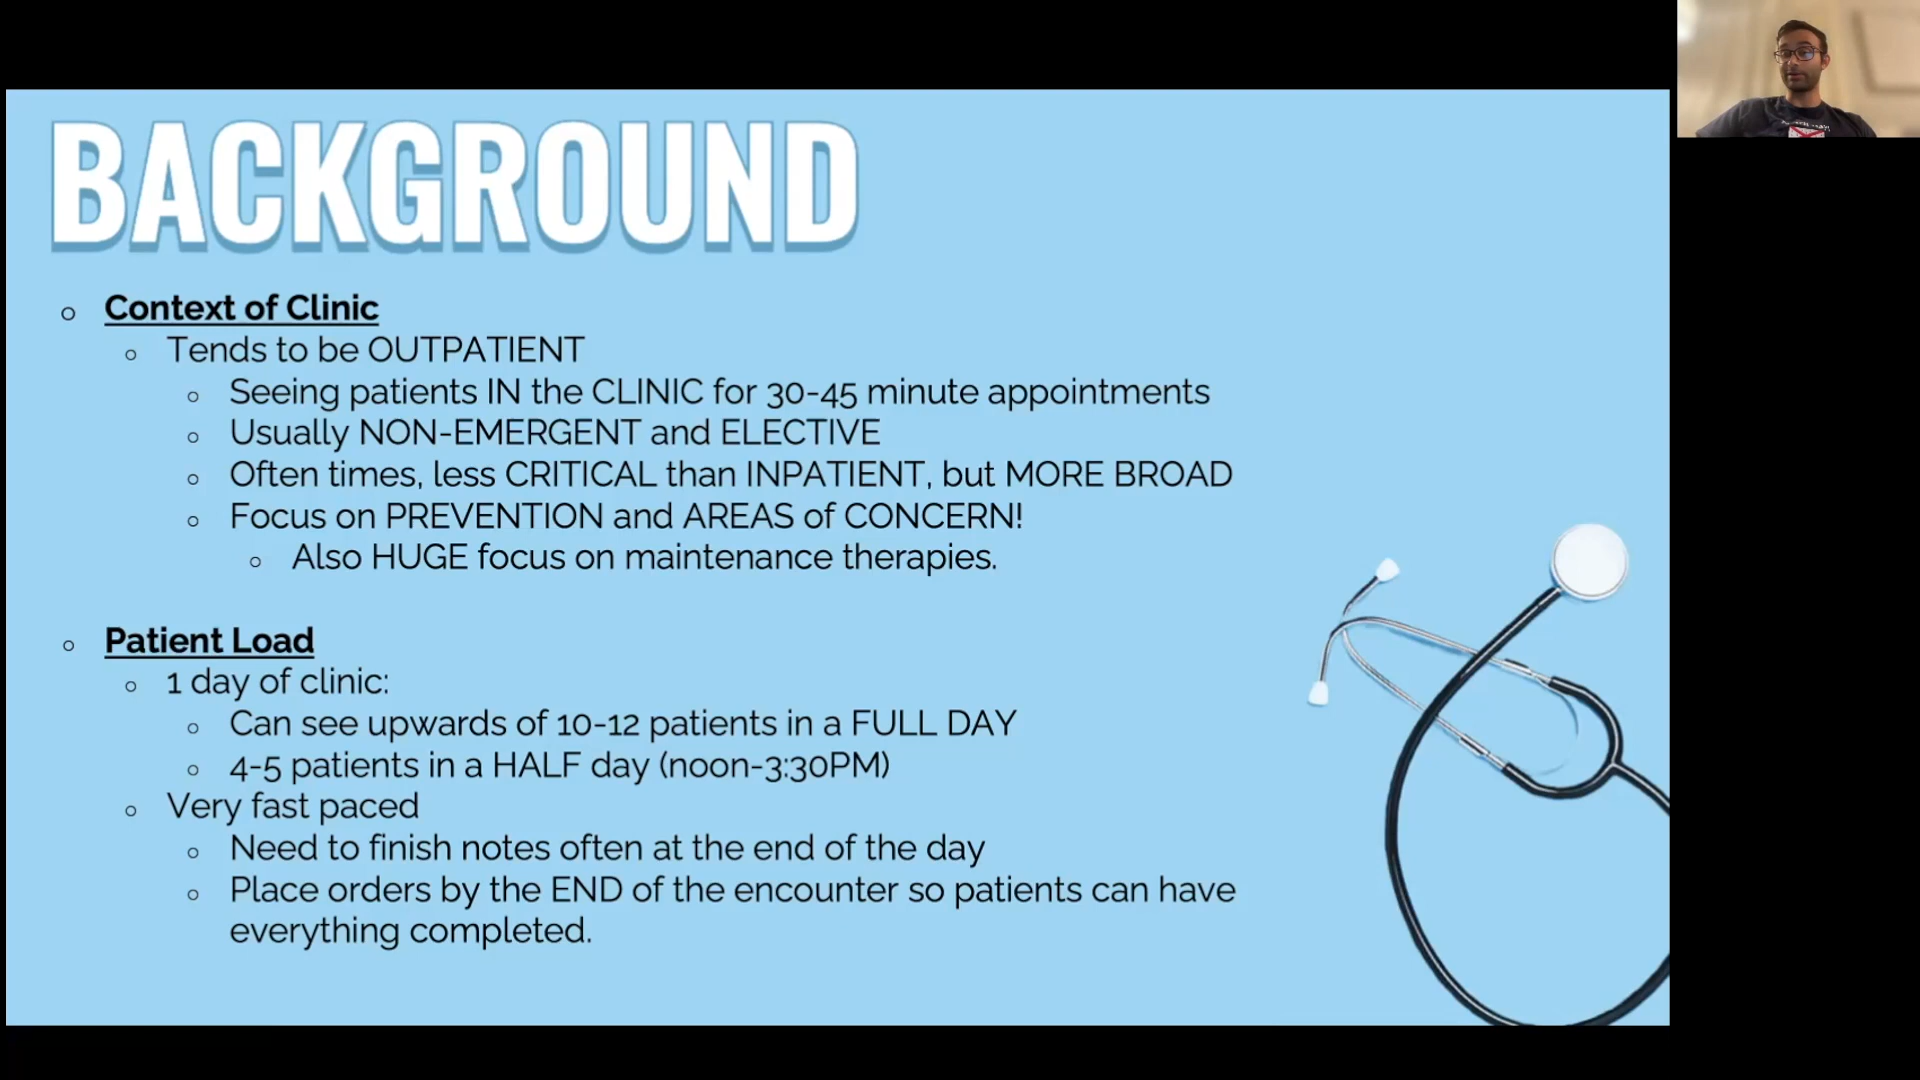 BACKGROUND
Context of Clinic
Tends to be OUTPATIENT
Seeing patients IN the CLINIC for 30-45 minute appointments
Usually NON-EMERGENT and ELECTIVE
Often times, less CRITICAL than INPATIENT, but MORE BROAD
Focus on PREVENTION and AREAS of CONCERN!
Also HUGE focus on maintenance therapies.
Patient Load
1 day of clinic:
Can see upwards of 10-12 patients in a FULL DAY
4-5 patients in a HALF day (noon-3:30PM)
Very fast paced
Need to finish notes often at the end of the day
Place orders by the END of the encounter so patients can have
everything completed.